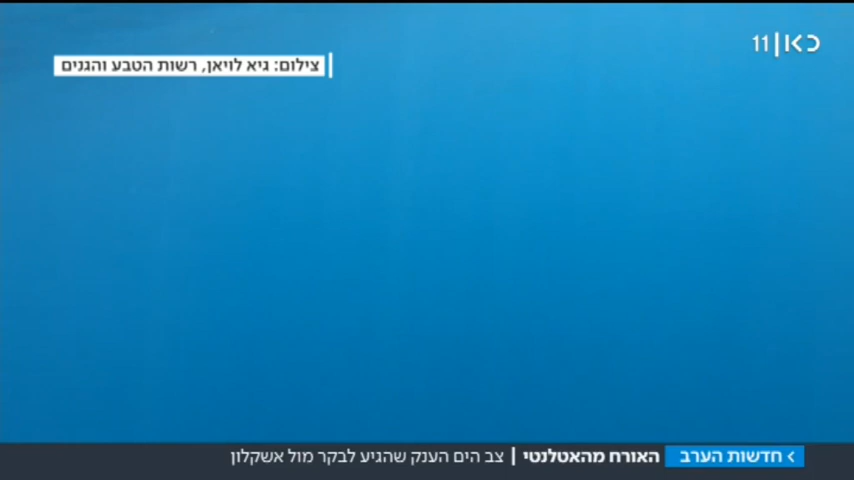 כאן 11
צילום: גיא לויאן, רשות הטבע והגנים
חדשות הערב
האורח מהאטלנטי | צב הים הענק שהגיע לבקר מול אשקלון